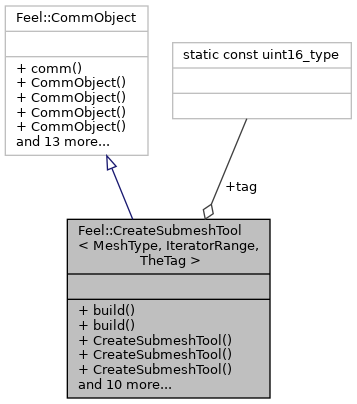 Feel::CommObject
+ comm()
+ CommObject()
+ CommObject()
+ CommObject()
+ CommObject()
and 13 more...
static const uint16_type
+tag
Feel::CreateSubmeshTool
< MeshType, IteratorRange,
TheTag >
+ build()
+ build()
+ CreateSubmeshTool()
+ CreateSubmeshTool()
+ CreateSubmeshTool()
and 10 more...